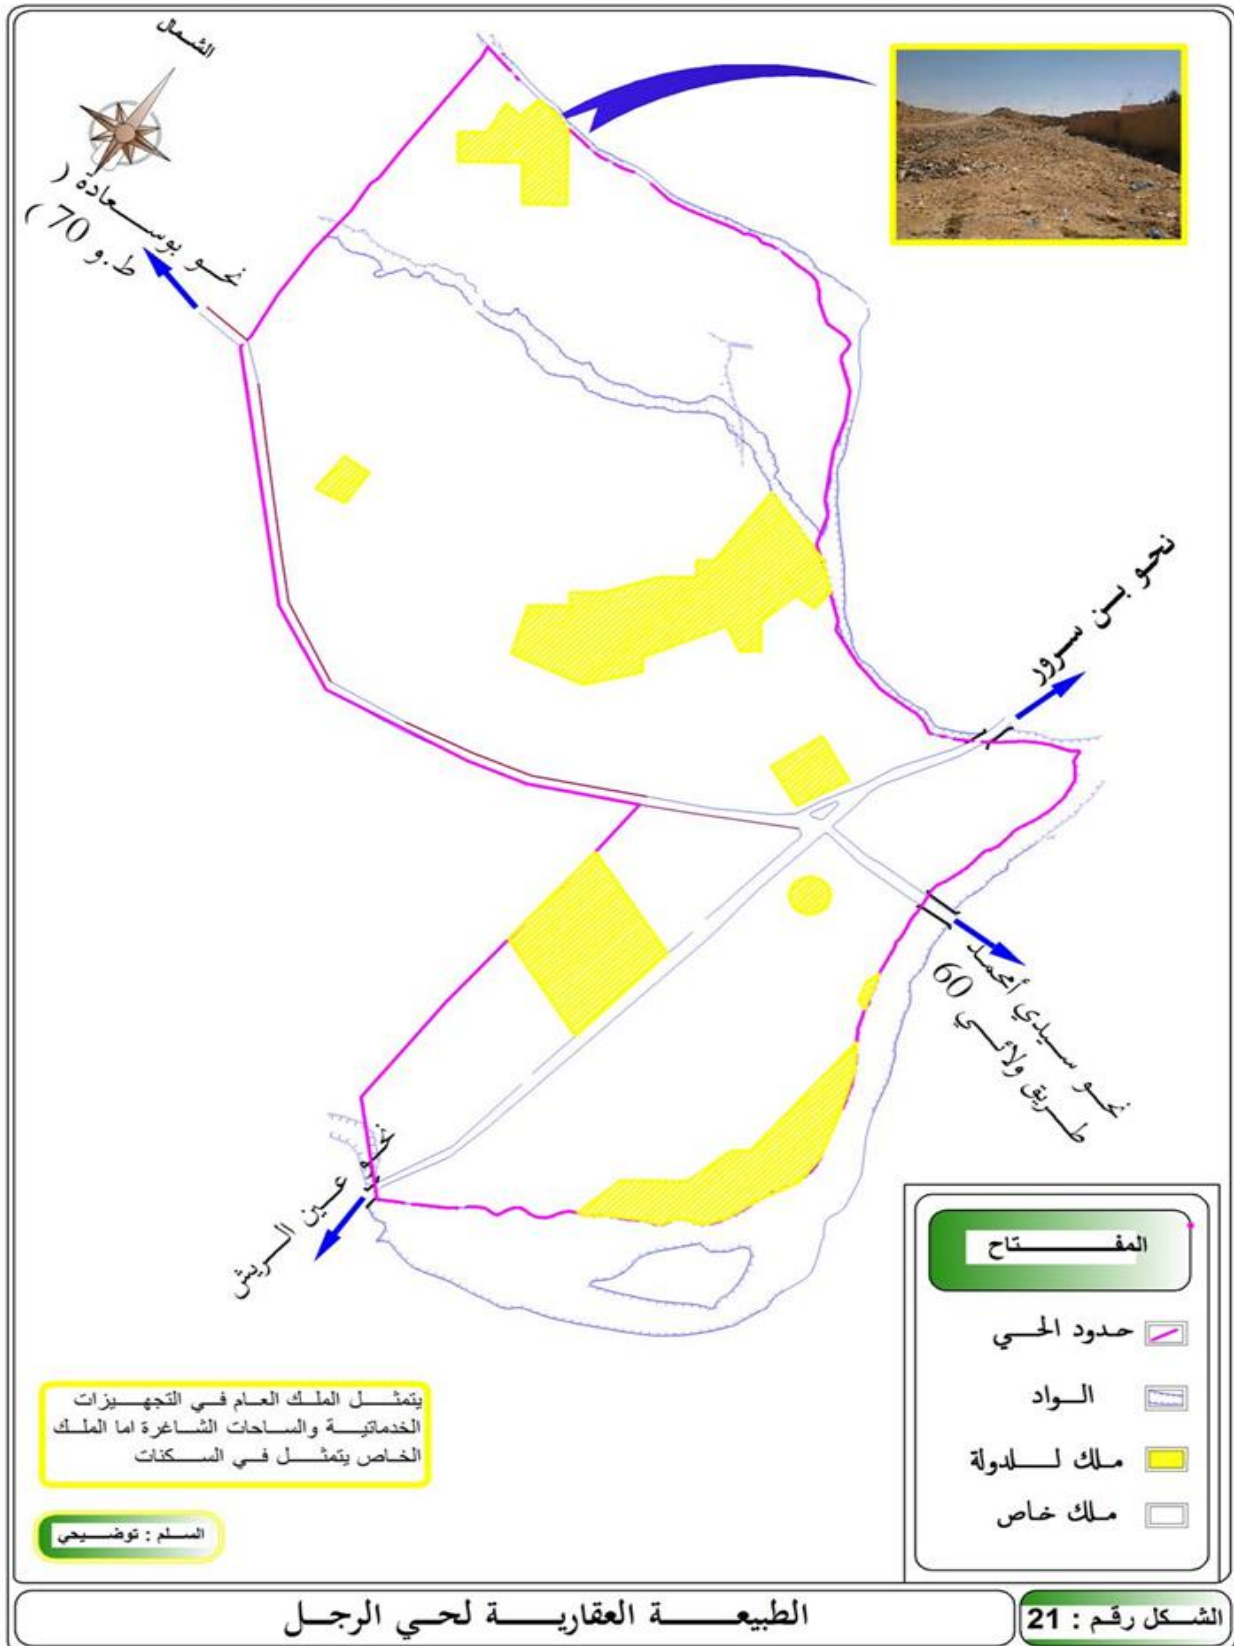 الشمال
نحو بوسعادة (
ط.و 70 )
نحو بن سرور
نحو سيدي أمحمد
طريق ولائي 60
نحو عين الريش
المفتاح
حدود الحي
الواد
ملك للدولة
ملك خاص
يتمثل الملك العام في التجهيزات
الخدماتية والساحات الشاغرة اما الملك
الخاص يتمثل في السكنات
السلم : توضيحي
الشكل رقم : 21
الطبيعة العقارية لحي الرجل